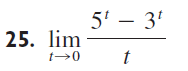 25. lim t→0 (5^t − 3^t) / t